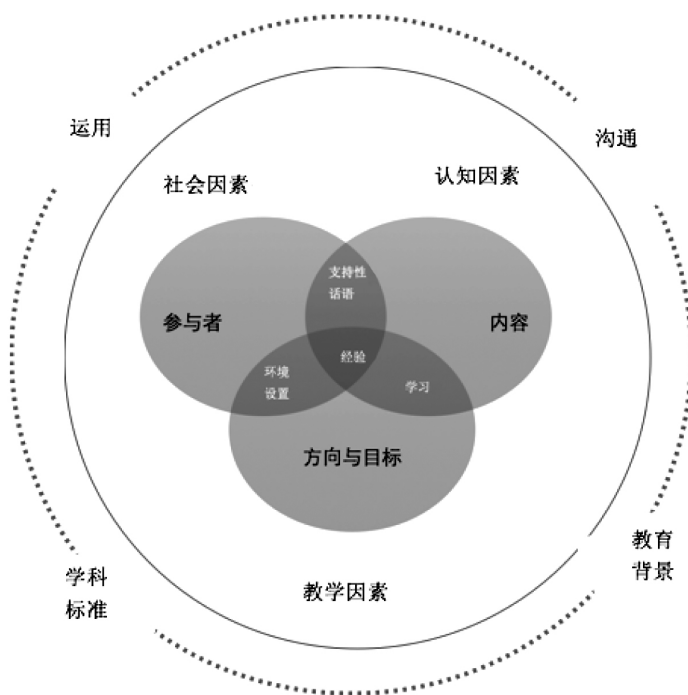 运用
沟通
社会因素
认知因素
支持性
话语
参与者
内容
经验
环境
设置
学习
方向与目标
教育
背景
学科
标准
教学因素